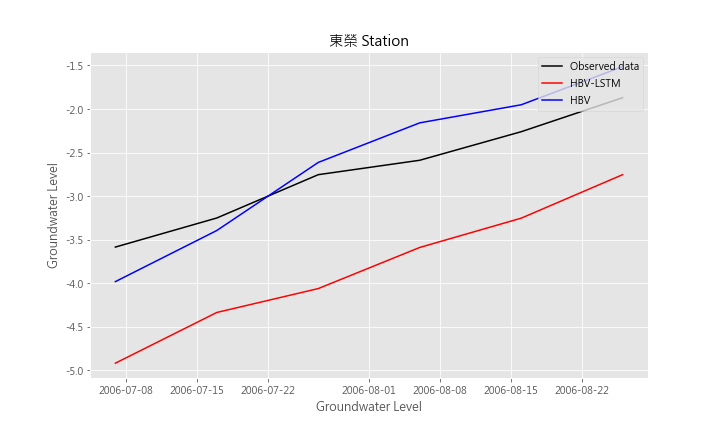 東榮 Station
Observed data
HBV-LSTM
HBV
Groundwater Level
-1.5
-2.0
-2.5
-3.0
-3.5
-4.0
-4.5
-5.0
2006-07-08 2006-07-15 2006-07-22 2006-08-01 2006-08-08 2006-08-15 2006-08-22
Groundwater Level